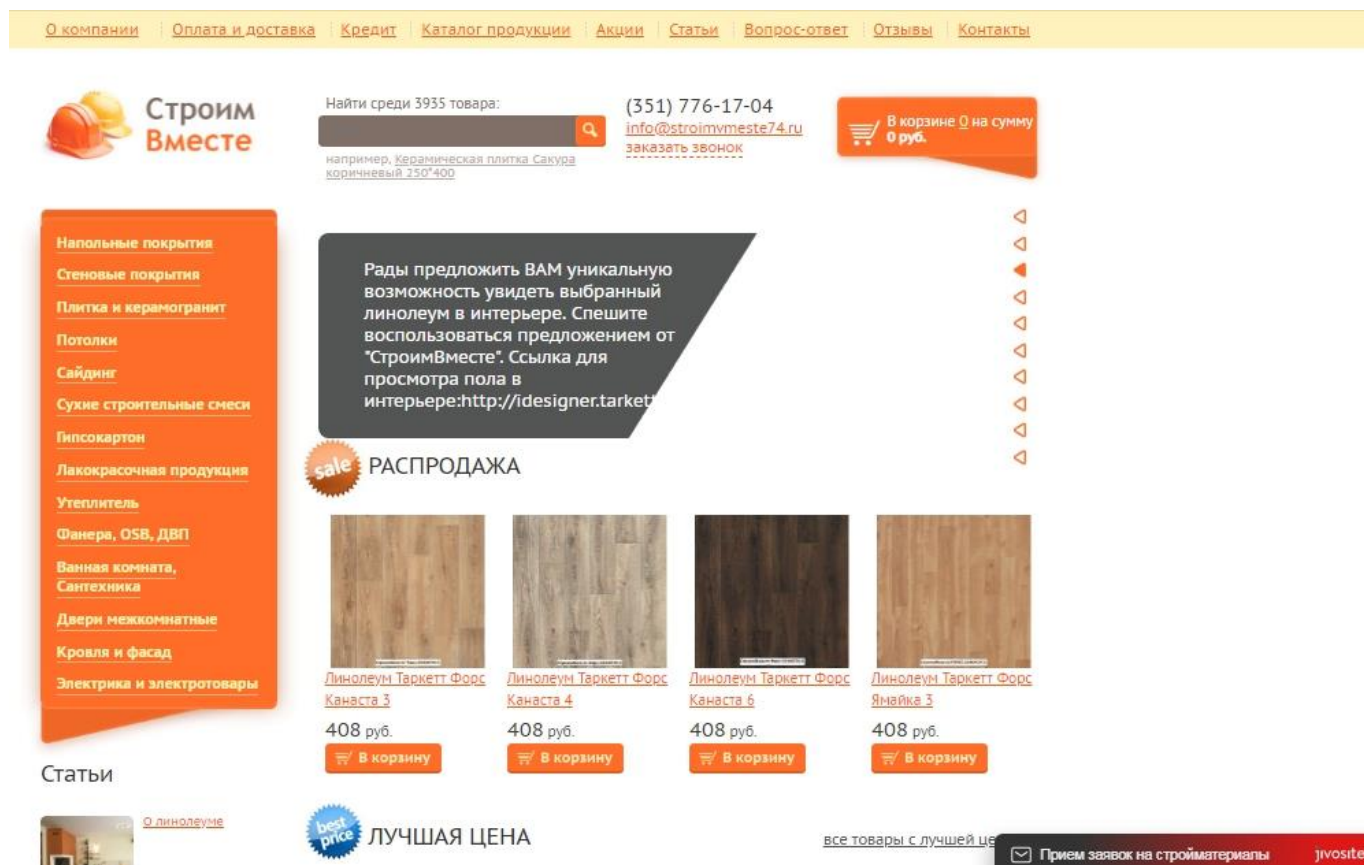 О компании Оплата и доставка Кредит Каталог продукции Акции Статьи Вопрос-ответ Отзывы Контакты
Строим
Вместе
Найти среди 3935 товара:
например, Керамическая плитка Сакура
коричневый 250*400
(351) 776-17-04
info@stroimvmeste74.ru
заказать звонок
В корзине 0 на сумму
0 руб.
Напольные покрытия
Стеновые покрытия
Плитка и керамогранит
Потолки
Сайдинг
Сухие строительные смеси
Гипсокартон
Лакокрасочная продукция
Утеплитель
Фанера, OSB, ДВП
Ванная комната,
Сантехника
Двери межкомнатные
Кровля и фасад
Электрика и электротовары
Рады предложить ВАМ уникальную
возможность увидеть выбранный
линолеум в интерьере. Спешите
воспользоваться предложением от
"СтроимВместе". Ссылка для
просмотра пола в
интерьере:http://idesigner.tarkett
sale РАСПРОДАЖА
Линолеум Таркетт Форс Линолеум Таркетт Форс Линолеум Таркетт Форс Линолеум Таркетт Форс
Канаста 3 Канаста 4 Канаста 6 Ямайка 3
408 руб. 408 руб. 408 руб. 408 руб.
В корзину В корзину В корзину В корзину
Статьи
О линолеуме
best
price
ЛУЧШАЯ ЦЕНА
все товары с лучшей це
Прием заявок на стройматериалы jivosite